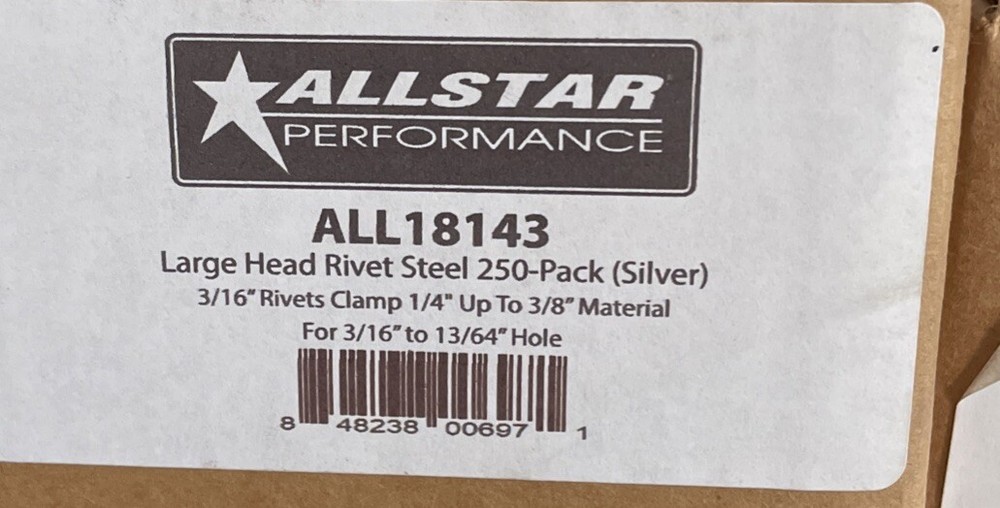 ALLSTAR
PERFORMANCE
ALL18143
Large Head Rivet Steel 250-Pack (Silver)
3/16” Rivets Clamp 1/4" Up To 3/8” Material
For 3/16” to 13/64” Hole
8 48238 00697 1